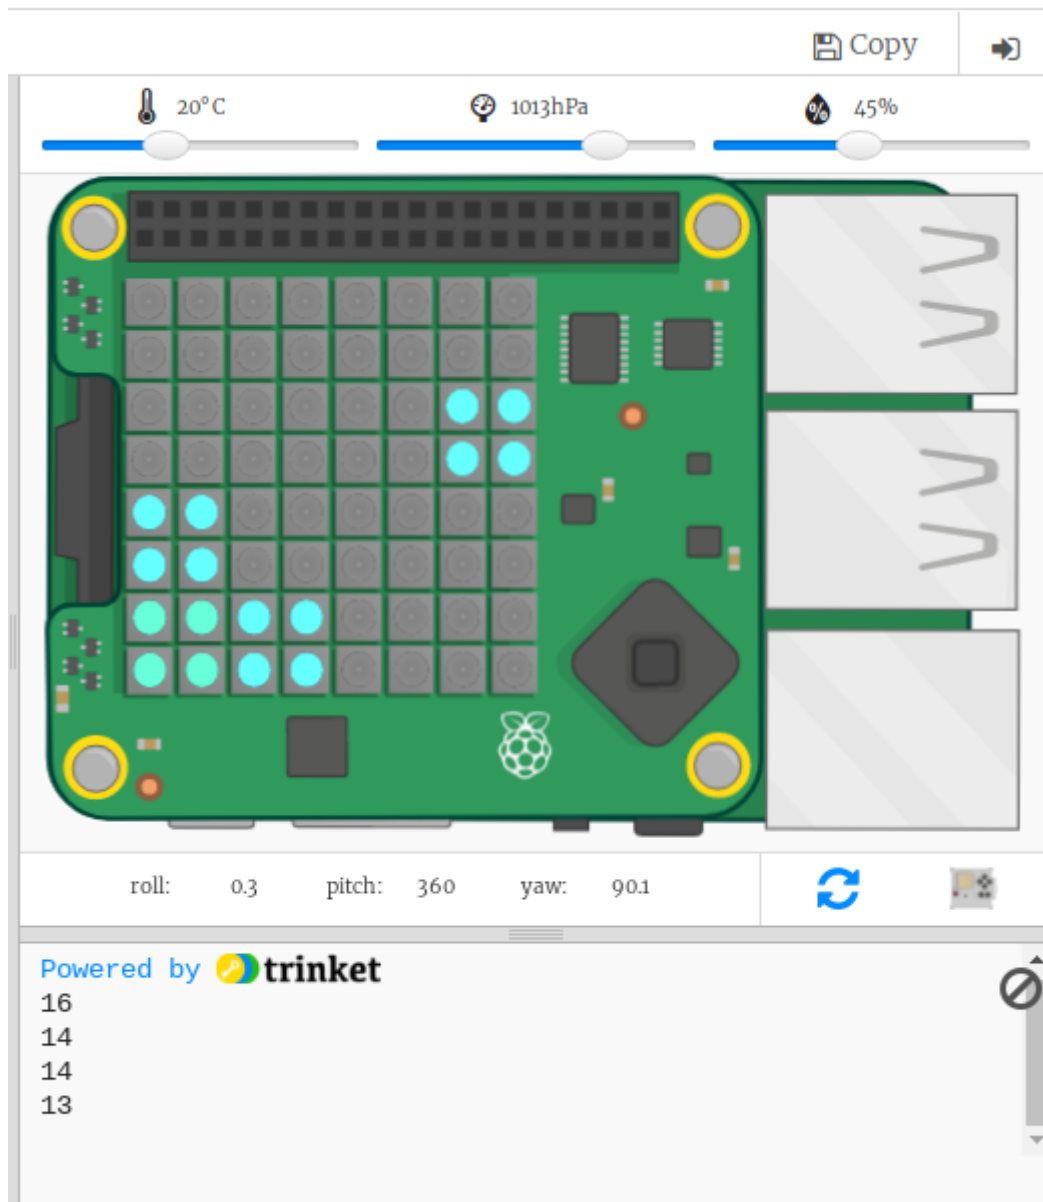 Copy
20°C 1013hPa 45%
roll: 0.3 pitch: 360 yaw: 90.1
Powered by trinket
16
14
14
13